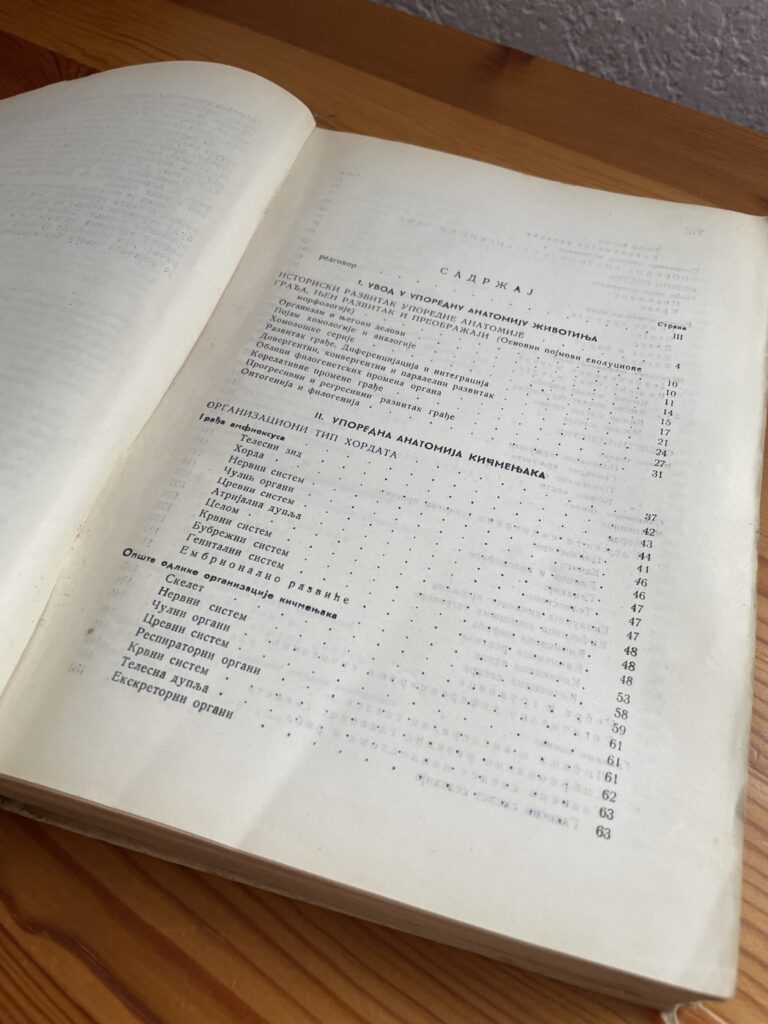 САДРЖАЈ
Страна
редговор III
I. УВОД У УПОРЕДНУ АНАТОМИЈУ ЖИВОТИЊА
ИСТОРИСКИ РАЗВИТАК УПОРЕДНЕ АНАТОМИЈЕ 4
ГРАЂА, ЊЕН РАЗВИТАК И ПРЕОБРАЖАЈИ (Основни појмови еволуционе
морфологије) 10
Организам и његови делови 10
Појам хомологије и аналогије 11
Хомолошке серије 14
Развитак грађе. Диференцијација и интеграција 15
Дивергентни, конвергентни и паралелни развитак 17
Облици филогенетских промена органа 21
Корелативне промене грађе 24
Прогресивни и регресивни развитак грађе 27
Онтогенија и филогенија 31
II. УПОРЕДНА АНАТОМИЈА КИЧМЕЊАКА
ОРГАНИЗАЦИОНИ ТИП ХОРДАТА 37
Грађа амфиоксуса 42
Телесни зид 43
Хорда 44
Нервни систем 41
Чулни органи 46
Цревни систем 46
Атријална дупља 47
Целом 47
Крвни систем 47
Бубрежни систем 48
Генитални систем 48
Ембрионално развиће 48
Опште одлике организације кичмењака 53
Скелет 58
Нервни систем 59
Чулни органи 61
Цревни систем 61
Респираторни органи 61
Крвни систем 62
Телесна дупља 63
Екскреторни органи 63